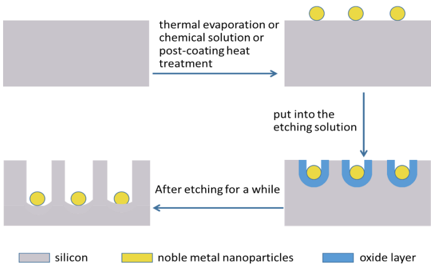 thermal evaporation or
chemical solution or
post-coating heat
treatment
put into the
etching solution
After etching for a while
silicon
noble metal nanoparticles
oxide layer